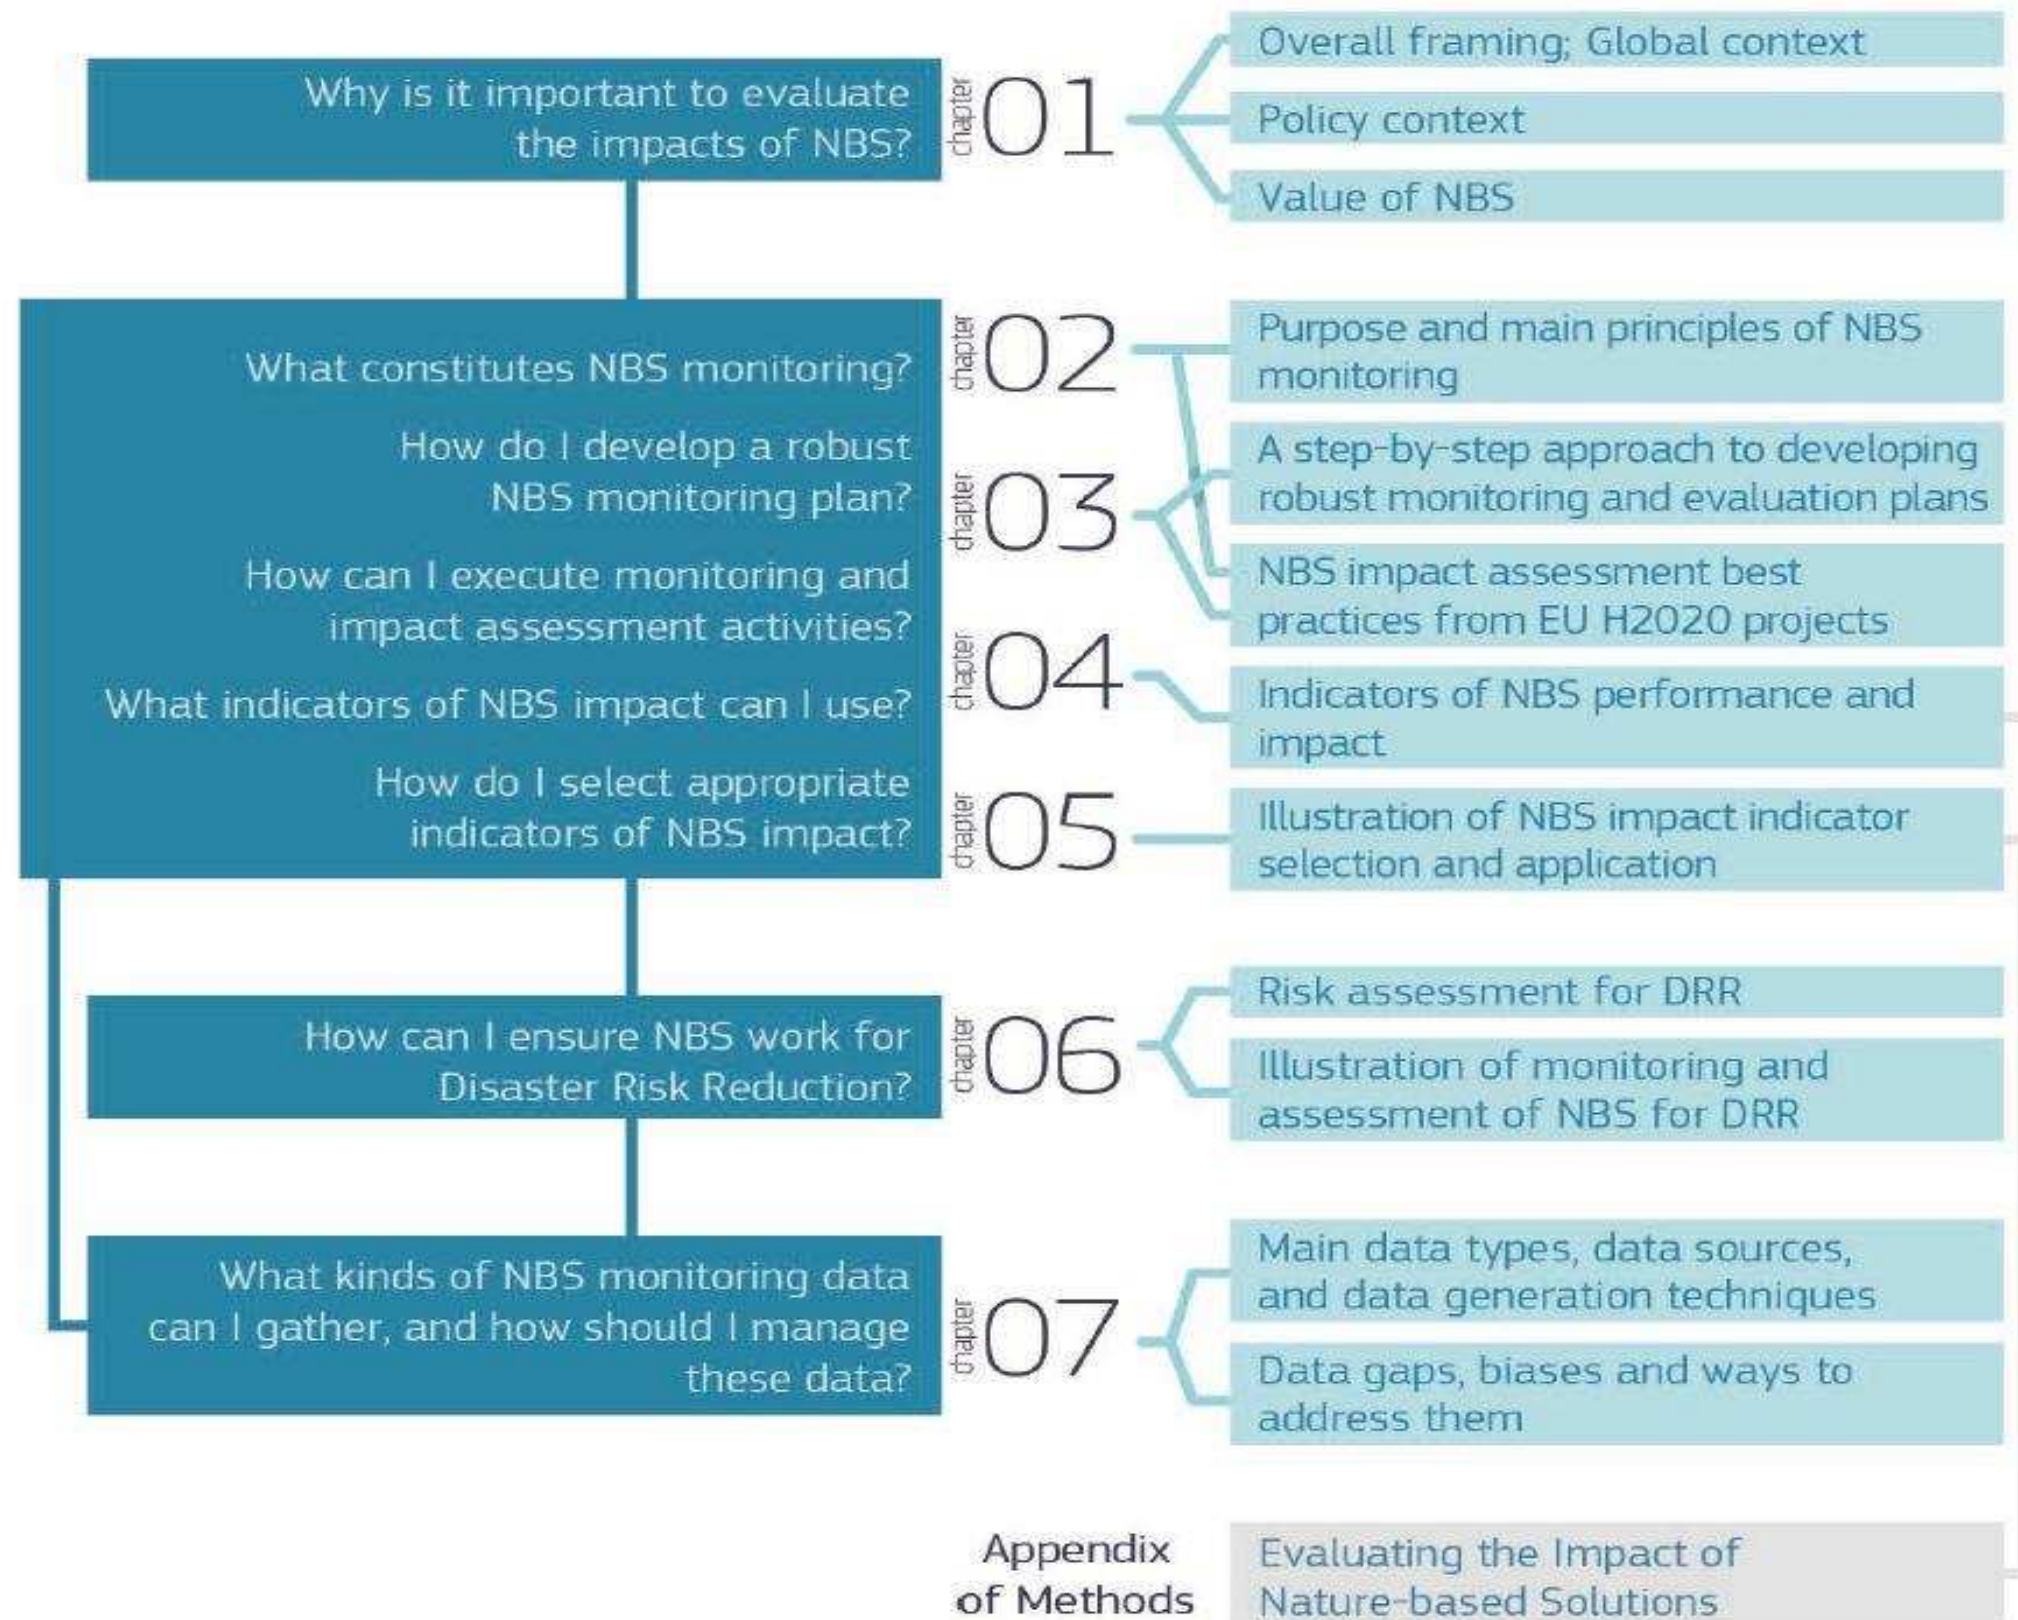 Why is it important to evaluate
the impacts of NBS?
chapter 01
Overall framing; Global context
Policy context
Value of NBS
What constitutes NBS monitoring?
How do I develop a robust
NBS monitoring plan?
How can I execute monitoring and
impact assessment activities?
What indicators of NBS impact can I use?
How do I select appropriate
indicators of NBS impact?
chapter 02
Purpose and main principles of NBS
monitoring
chapter 03
A step-by-step approach to developing
robust monitoring and evaluation plans
NBS impact assessment best
practices from EU H2020 projects
chapter 04
Indicators of NBS performance and
impact
chapter 05
Illustration of NBS impact indicator
selection and application
How can I ensure NBS work for
Disaster Risk Reduction?
chapter 06
Risk assessment for DRR
Illustration of monitoring and
assessment of NBS for DRR
What kinds of NBS monitoring data
can I gather, and how should I manage
these data?
chapter 07
Main data types, data sources,
and data generation techniques
Data gaps, biases and ways to
address them
Appendix
of Methods
Evaluating the Impact of
Nature-based Solutions